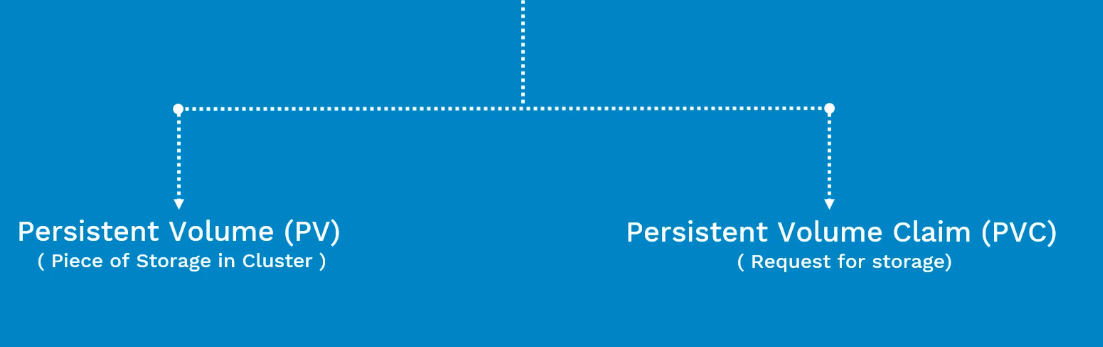 Persistent Volume (PV)
( Piece of Storage in Cluster )
Persistent Volume Claim (PVC)
( Request for storage)